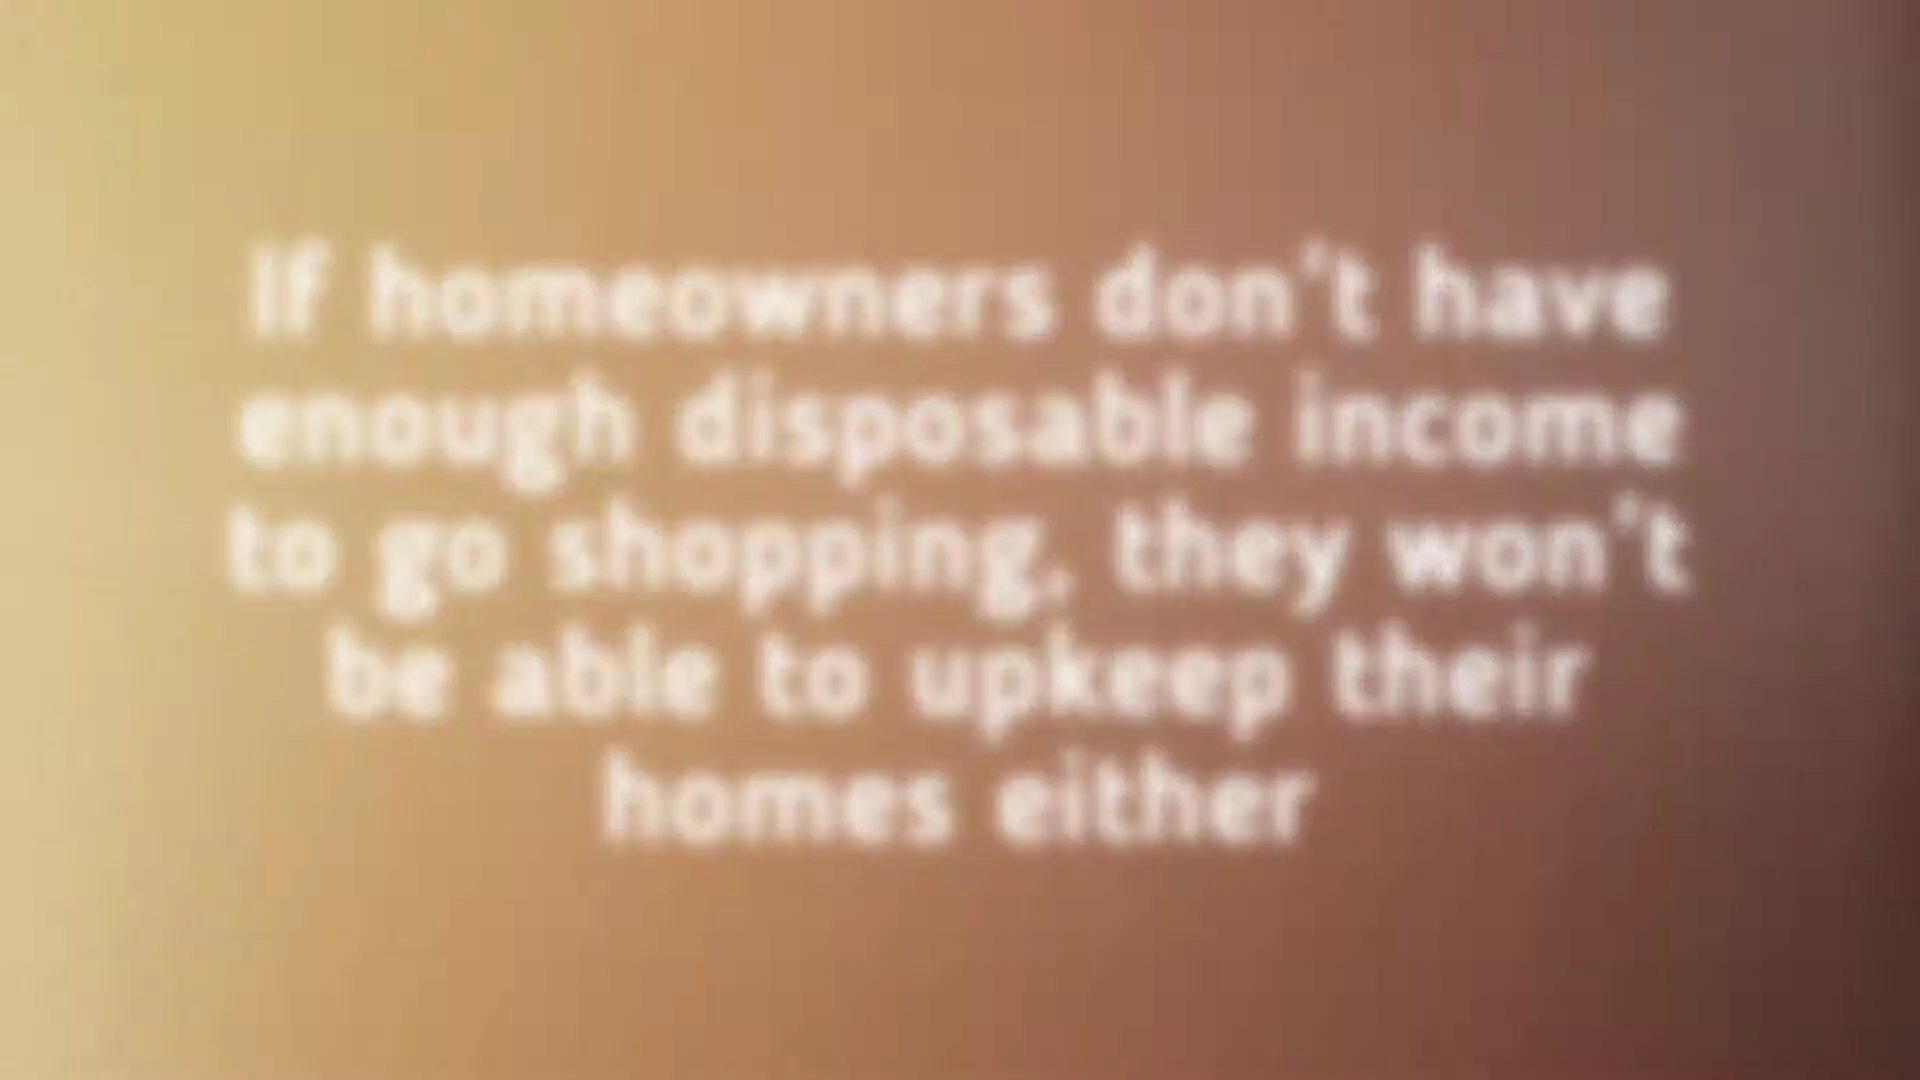 If homeowners don't have
enough disposable income
to go shopping, they won't
be able to upkeep their
homes either